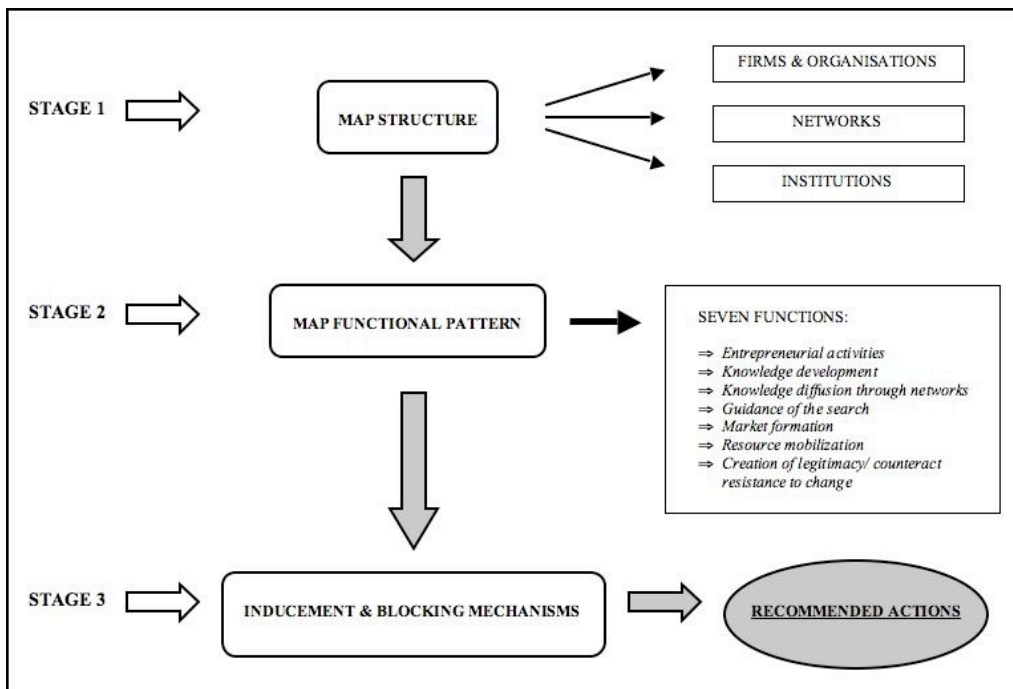 STAGE 1
MAP STRUCTURE
FIRMS & ORGANISATIONS
NETWORKS
INSTITUTIONS
STAGE 2
MAP FUNCTIONAL PATTERN
SEVEN FUNCTIONS:
⇒ Entrepreneurial activities
⇒ Knowledge development
⇒ Knowledge diffusion through networks
⇒ Guidance of the search
⇒ Market formation
⇒ Resource mobilization
⇒ Creation of legitimacy/ counteract
resistance to change
STAGE 3
INDUCEMENT & BLOCKING MECHANISMS
RECOMMENDED ACTIONS